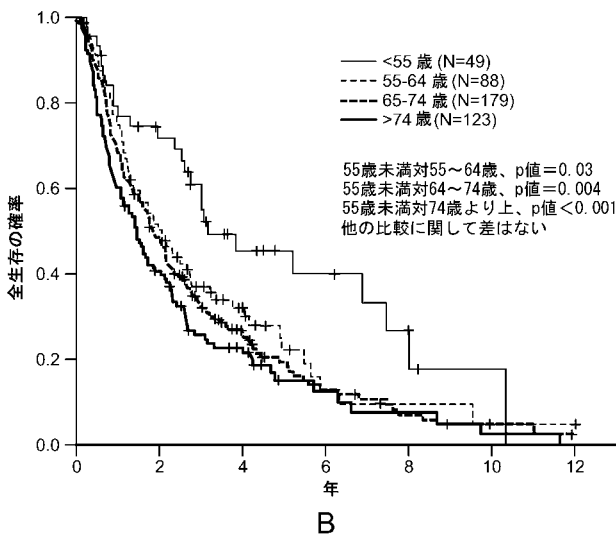 1.0
0.8
0.6
0.4
0.2
0.0
全生存の確率
<55 歳 (N=49)
55-64 歳 (N=88)
65-74 歳 (N=179)
>74 歳 (N=123)
55歳未満対55～64歳、p値＝0.03
55歳未満対64～74歳、p値＝0.004
55歳未満対74歳より上、p値＜0.001
他の比較に関して差はない
0 2 4 6 8 10 12
年
B